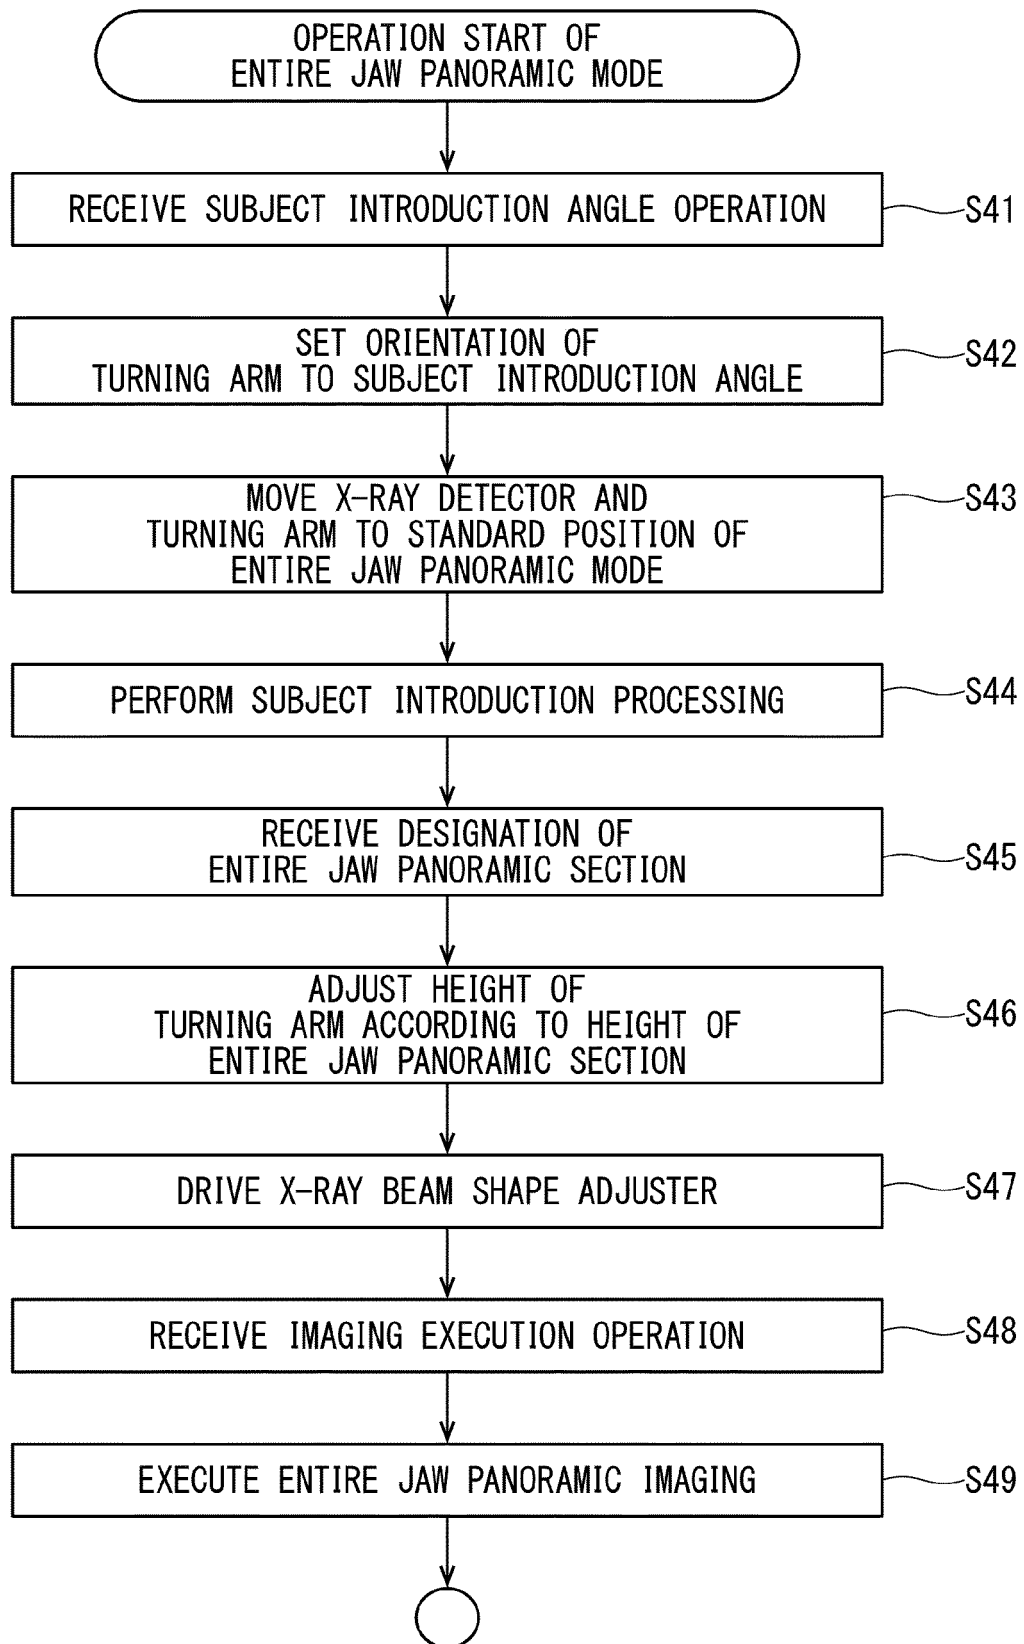 OPERATION START OF
ENTIRE JAW PANORAMIC MODE
RECEIVE SUBJECT INTRODUCTION ANGLE OPERATION
S41
SET ORIENTATION OF
TURNING ARM TO SUBJECT INTRODUCTION ANGLE
S42
MOVE X-RAY DETECTOR AND
TURNING ARM TO STANDARD POSITION OF
ENTIRE JAW PANORAMIC MODE
S43
PERFORM SUBJECT INTRODUCTION PROCESSING
S44
RECEIVE DESIGNATION OF
ENTIRE JAW PANORAMIC SECTION
S45
ADJUST HEIGHT OF
TURNING ARM ACCORDING TO HEIGHT OF
ENTIRE JAW PANORAMIC SECTION
S46
DRIVE X-RAY BEAM SHAPE ADJUSTER
S47
RECEIVE IMAGING EXECUTION OPERATION
S48
EXECUTE ENTIRE JAW PANORAMIC IMAGING
S49